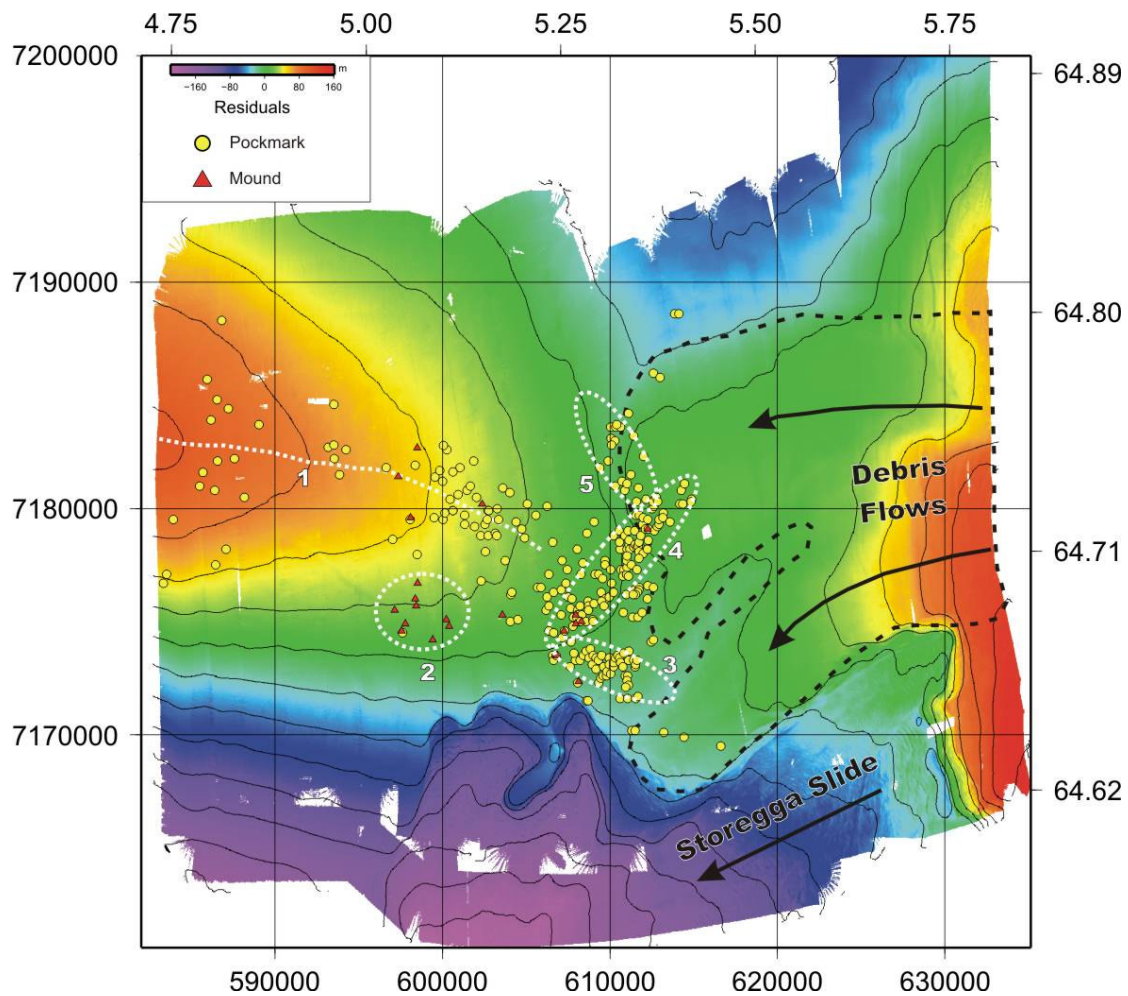 4.75 5.00 5.25 5.50 5.75
7200000
−160 −80 0 80 160 m
Residuals
Pockmark
Mound
64.89
7190000
64.80
5
1
Debris
Flows
7180000
4
64.71
2
3
7170000
Storegga Slide
64.62
590000 600000 610000 620000 630000